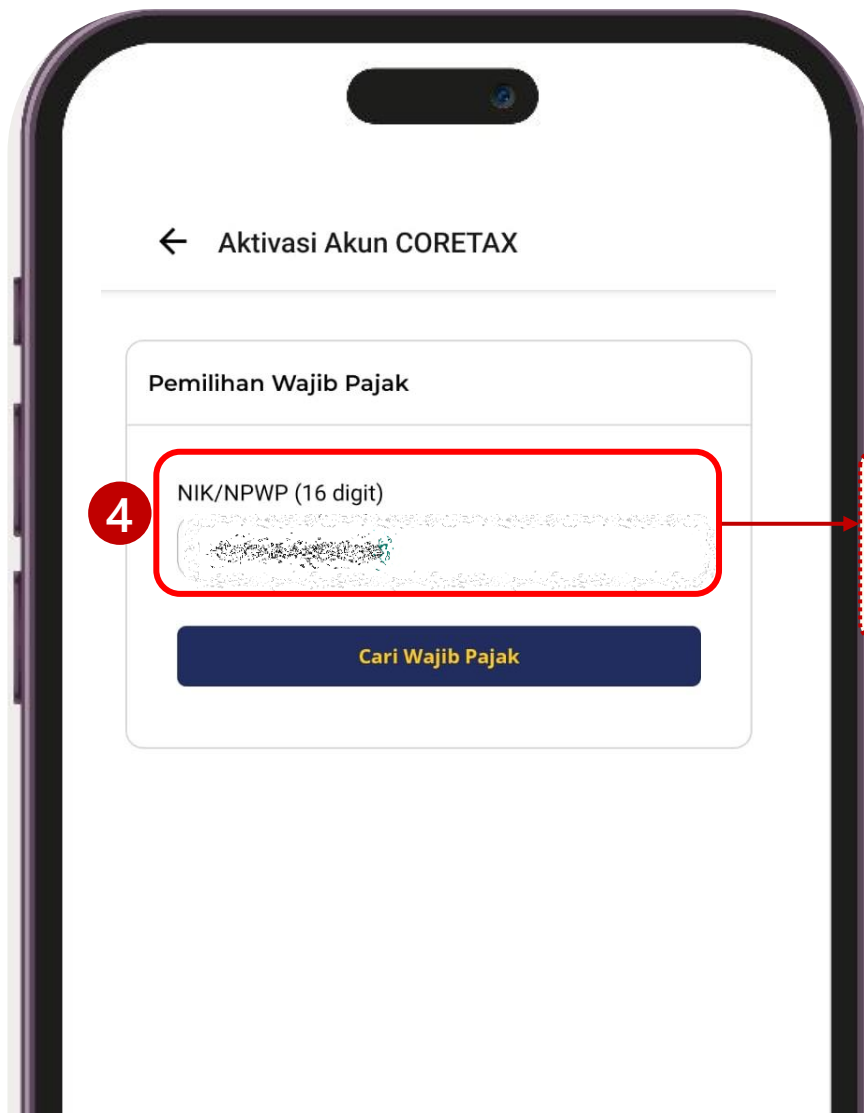 Aktivasi Akun CORETAX
Pemilihan Wajib Pajak
4
NIK/NPWP (16 digit)
Cari Wajib Pajak